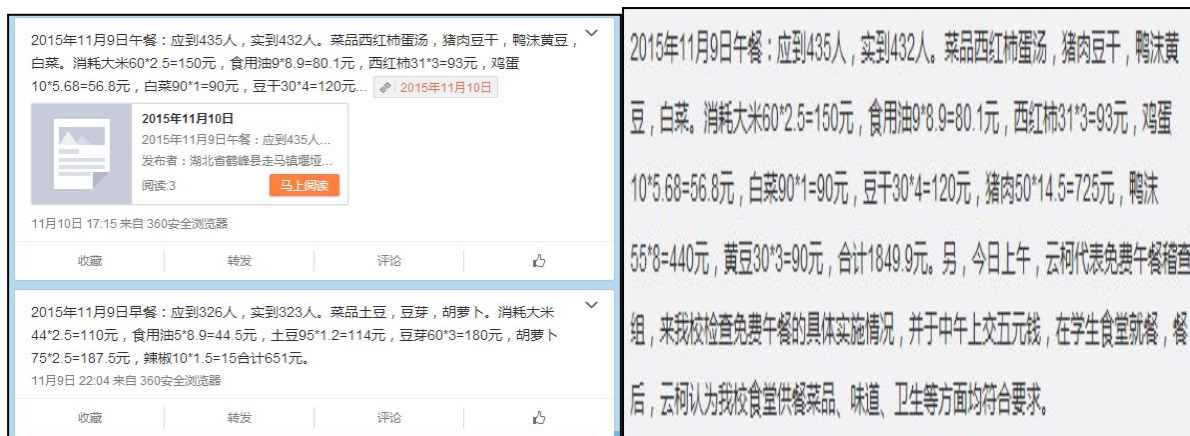 2015年11月9日午餐：应到435人，实到432人。菜品西红柿蛋汤，猪肉豆干，鸭沫黄豆，
白菜。消耗大米60*2.5=150元，食用油9*8.9=80.1元，西红柿31*3=93元，鸡蛋
10*5.68=56.8元，白菜90*1=90元，豆干30*4=120元... 2015年11月10日
2015年11月10日
2015年11月9日午餐：应到435人...
发布者：湖北省鹤峰县走马镇堰垭...
阅读:3 马上阅读
11月10日 17:15 来自 360安全浏览器
收藏 转发 评论
2015年11月9日早餐：应到326人，实到323人。菜品土豆，豆芽，胡萝卜。消耗大米
44*2.5=110元，食用油5*8.9=44.5元，土豆95*1.2=114元，豆芽60*3=180元，胡萝卜
75*2.5=187.5元，辣椒10*1.5=15合计651元。
11月9日 22:04 来自 360安全浏览器
收藏 转发 评论
2015年11月9日午餐：应到435人，实到432人。菜品西红柿蛋汤，猪肉豆干，鸭沫黄
豆，白菜。消耗大米60*2.5=150元，食用油9*8.9=80.1元，西红柿31*3=93元，鸡蛋
10*5.68=56.8元，白菜90*1=90元，豆干30*4=120元，猪肉50*14.5=725元，鸭沫
55*8=440元，黄豆30*3=90元，合计1849.9元。另，今日上午，云柯代表免费午餐稽查
组，来我校检查免费午餐的具体实施情况，并于中午上交五元钱，在学生食堂就餐，餐
后，云柯认为我校食堂供餐菜品、味道、卫生等方面均符合要求。